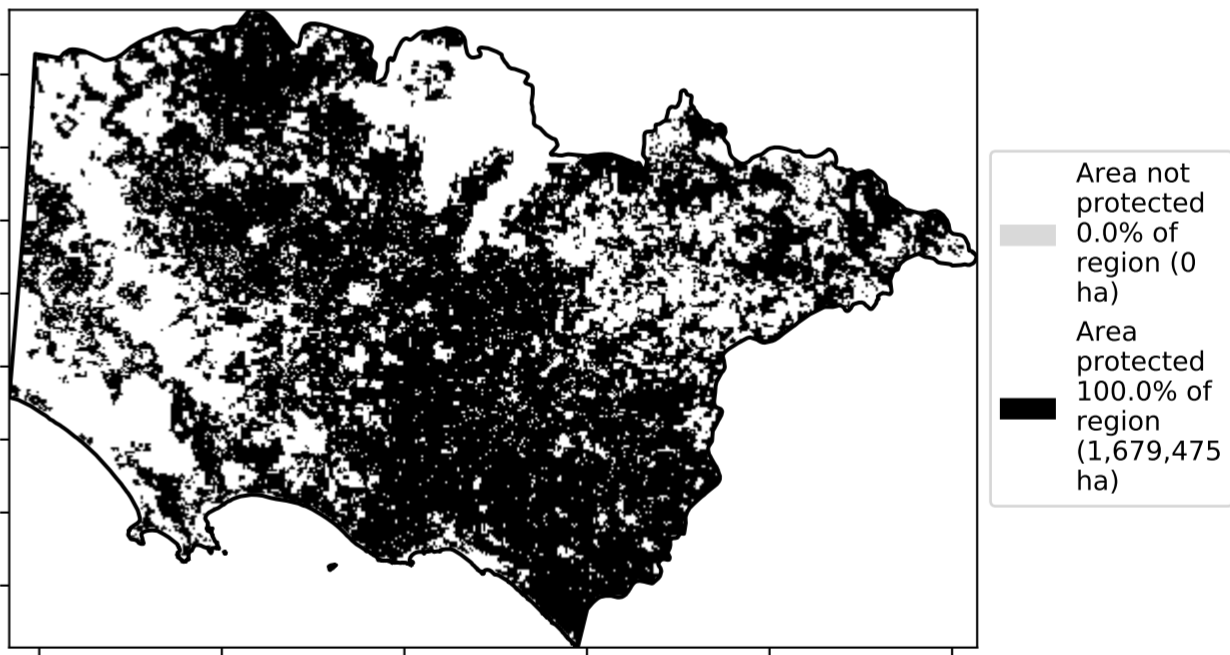 Area not
protected
0.0% of
region (0
ha)
Area
protected
100.0% of
region
(1,679,475
ha)